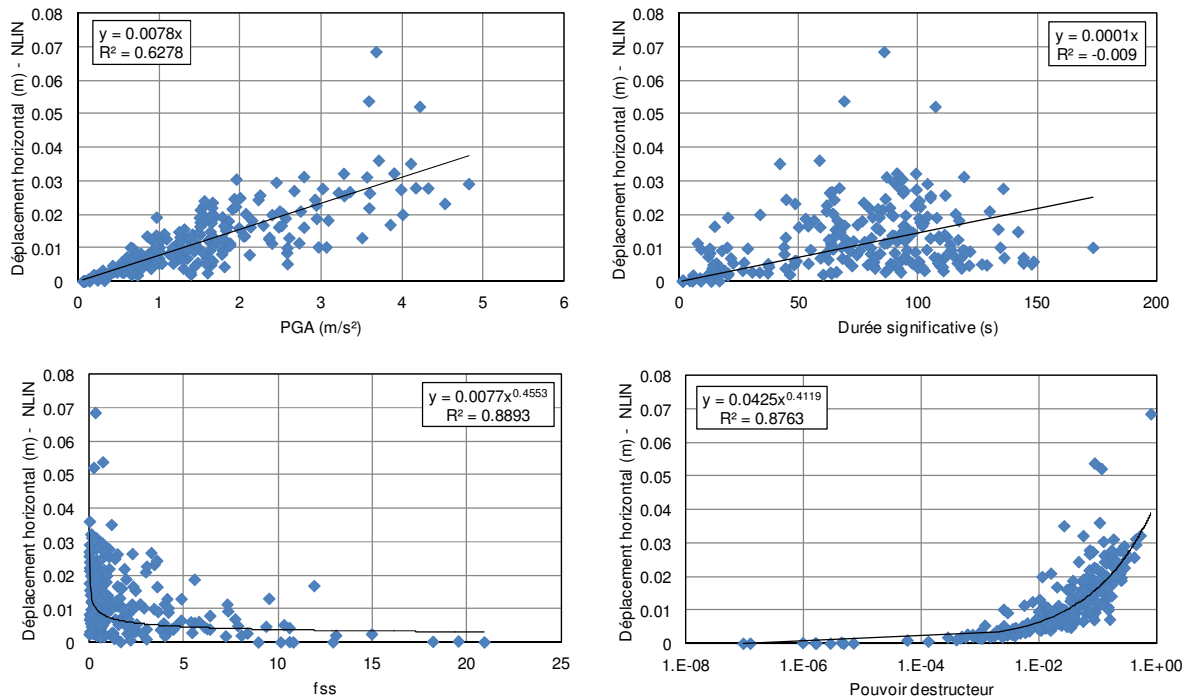 Déplacement horizontal (m) - NLIN
0.08
0.07
0.06
0.05
0.04
0.03
0.02
0.01
0
y = 0.0078x
R² = 0.6278
0 1 2 3 4 5 6
PGA (m/s²)
Déplacement horizontal (m) - NLIN
0.08
0.07
0.06
0.05
0.04
0.03
0.02
0.01
0
y = 0.0001x
R² = -0.009
0 50 100 150 200
Durée significative (s)
Déplacement horizontal (m) - NLIN
0.08
0.07
0.06
0.05
0.04
0.03
0.02
0.01
0
y = 0.0077x^0.4553
R² = 0.8893
0 5 10 15 20 25
fss
Déplacement horizontal (m) - NLIN
0.08
0.07
0.06
0.05
0.04
0.03
0.02
0.01
0
y = 0.0425x^0.4119
R² = 0.8763
1.E-08 1.E-06 1.E-04 1.E-02 1.E+00
Pouvoir destructeur